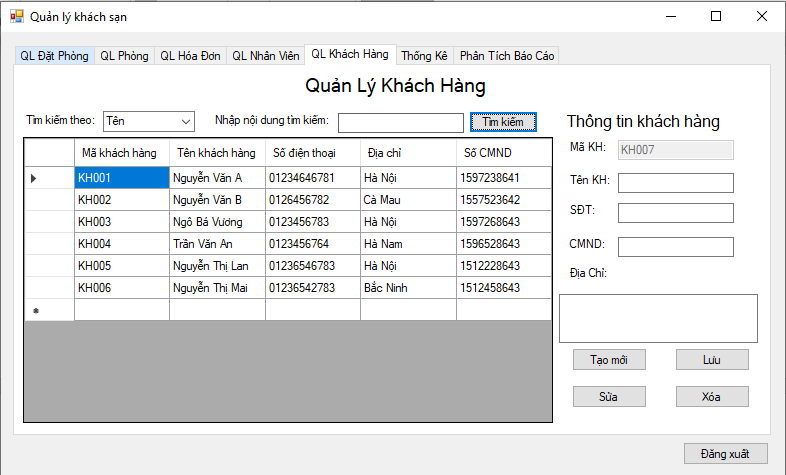 Quản lý khách sạn
QL Đặt Phòng QL Phòng QL Hóa Đơn QL Nhân Viên QL Khách Hàng Thống Kê Phân Tích Báo Cáo
Quản Lý Khách Hàng
Tìm kiếm theo: Tên Nhập nội dung tìm kiếm: Tìm kiếm
Mã khách hàng Tên khách hàng Số điện thoại Địa chỉ Số CMND
KH001 Nguyễn Văn A 01234646781 Hà Nội 1597238641
KH002 Nguyễn Văn B 0126456782 Cà Mau 1557523642
KH003 Ngô Bá Vương 0123456783 Hà Nội 1597268643
KH004 Trần Văn An 0123456764 Hà Nam 1596528643
KH005 Nguyễn Thị Lan 01236546783 Hà Nội 1512228643
KH006 Nguyễn Thị Mai 01236542783 Bắc Ninh 1512458643
Thông tin khách hàng
Mã KH: KH007
Tên KH:
SĐT:
CMND:
Địa Chỉ:
Tạo mới Lưu
Sửa Xóa
Đăng xuất